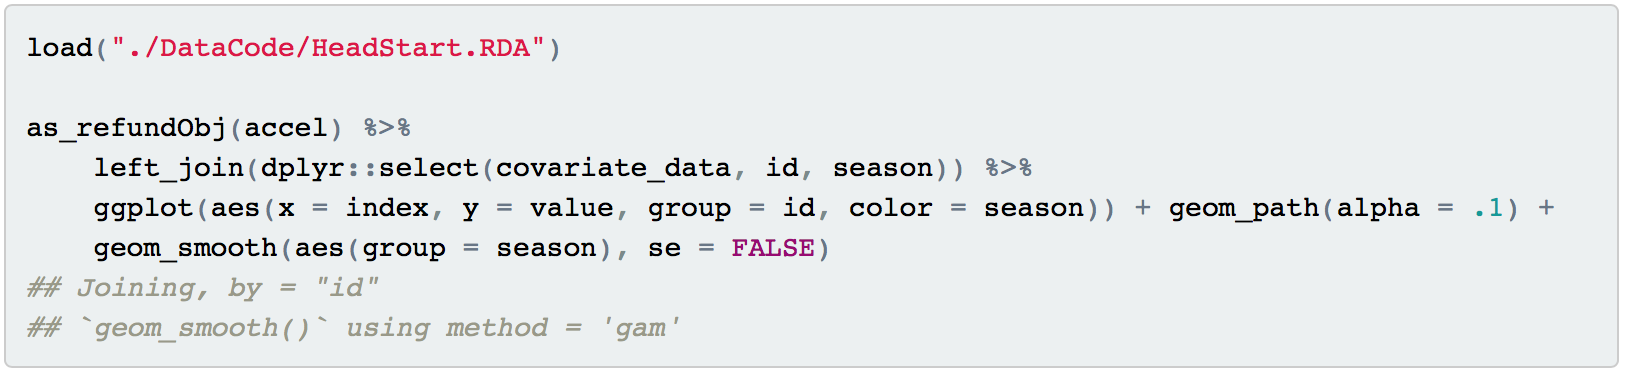 load("./DataCode/HeadStart.RDA")
as_refundObj(accel) %>%
    left_join(dplyr::select(covariate_data, id, season)) %>%
    ggplot(aes(x = index, y = value, group = id, color = season)) + geom_path(alpha = .1) +
    geom_smooth(aes(group = season), se = FALSE)
## Joining, by = "id"
## `geom_smooth()` using method = 'gam'